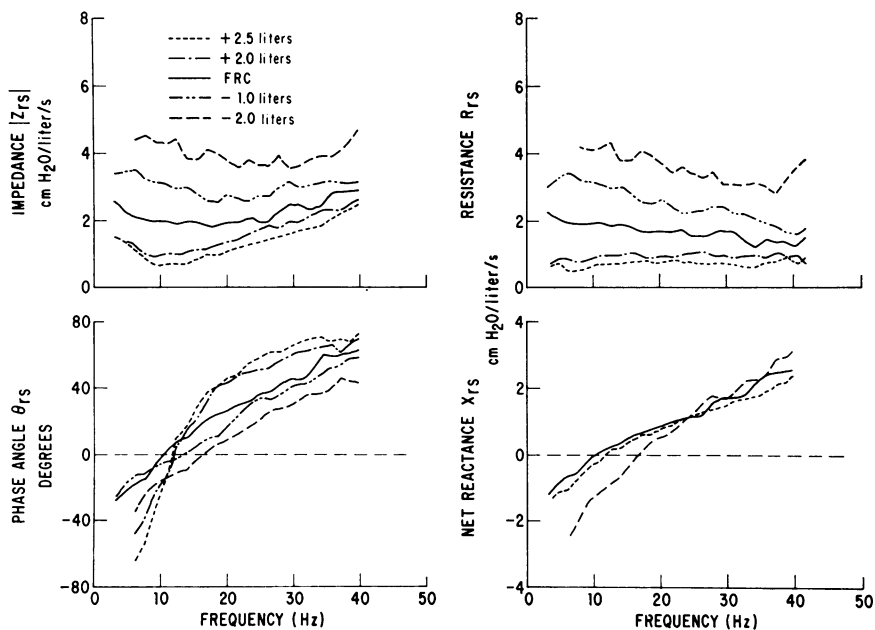 IMPEDANCE |Zrs|
cm H2O/liter/s
8
6
4
2
0
+ 2.5 liters
+ 2.0 liters
FRC
- 1.0 liters
- 2.0 liters
RESISTANCE Rrs
cm H2O/liter/s
8
6
4
2
0
PHASE ANGLE θrs
DEGREES
80
40
0
-40
-80
0 10 20 30 40 50
FREQUENCY (Hz)
NET REACTANCE Xrs
4
2
0
-2
-4
0 10 20 30 40 50
FREQUENCY (Hz)